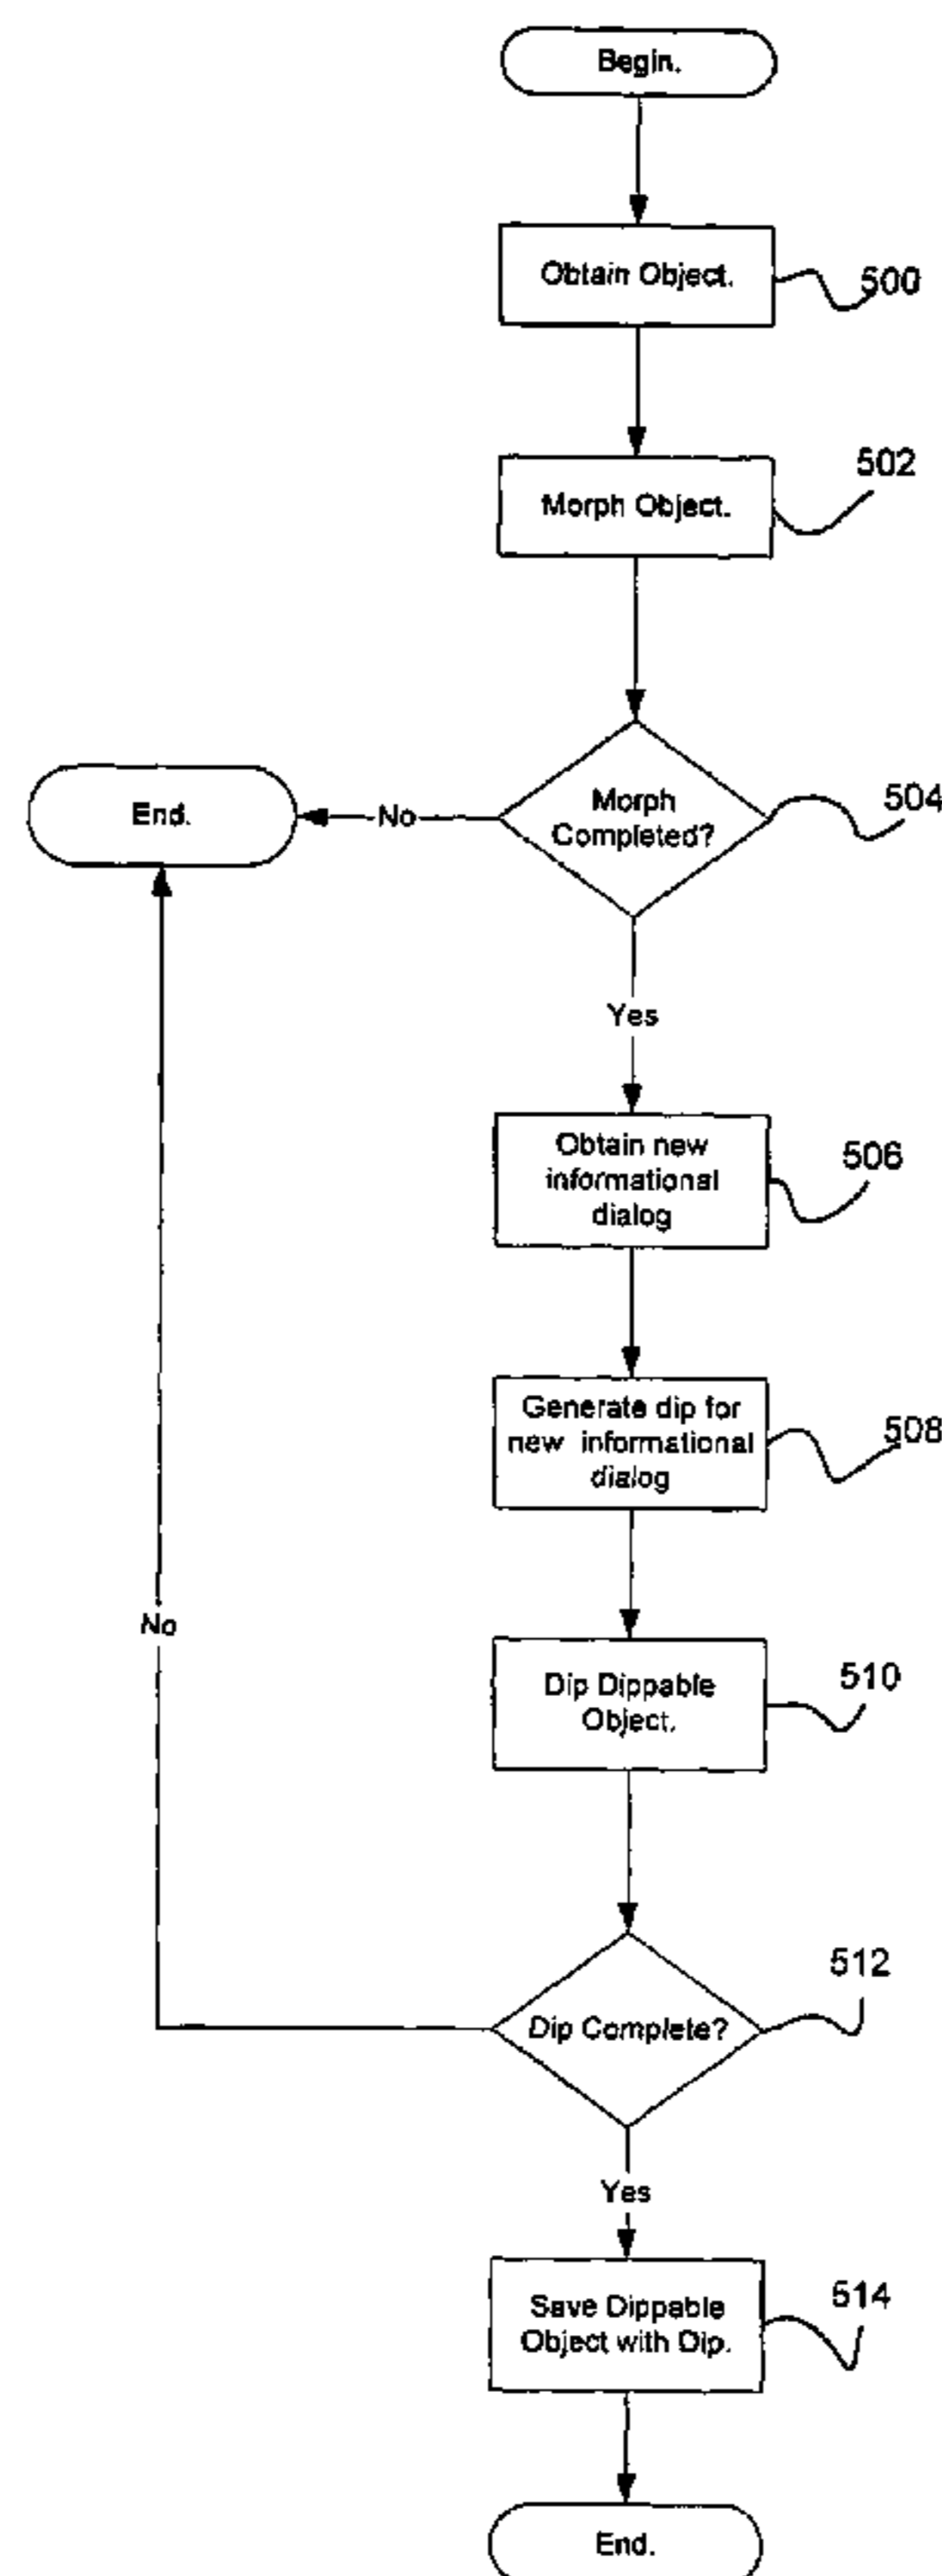 Begin.
Obtain Object.
500
Morph Object.
502
Morph
Completed?
504
No
End.
Yes
Obtain new
informational
dialog
506
Generate dip for
new informational
dialog
508
Dip Dippable
Object.
510
No
Dip Complete?
512
Yes
Save Dippable
Object with Dip.
514
End.